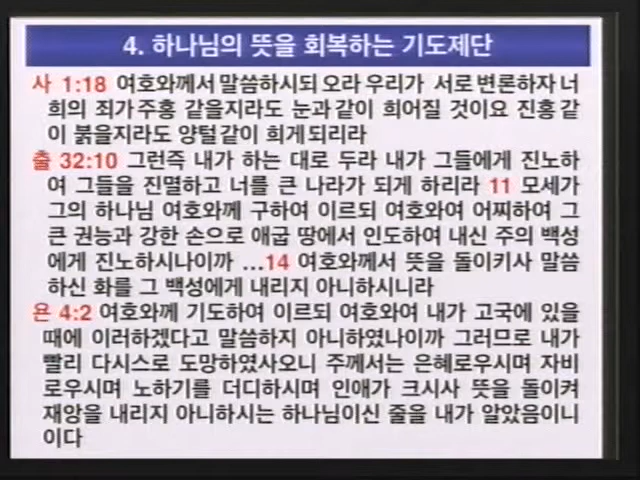 4. 하나님의 뜻을 회복하는 기도제단
사 1:18 여호와께서 말씀하시되 오라 우리가 서로 변론하자 너
희의 죄가 주홍 같을지라도 눈과 같이 희어질 것이요 진홍 같
이 붉을지라도 양털 같이 희게 되리라
출 32:10 그런즉 내가 하는 대로 두라 내가 그들에게 진노하
여 그들을 진멸하고 너를 큰 나라가 되게 하리라 11 모세가
그의 하나님 여호와께 구하여 이르되 여호와여 어찌하여 그
큰 권능과 강한 손으로 애굽 땅에서 인도하여 내신 주의 백성
에게 진노하시나이까 ...14 여호와께서 뜻을 돌이키사 말씀
하신 화를 그 백성에게 내리지 아니하시니라
욘 4:2 여호와께 기도하여 이르되 여호와여 내가 고국에 있을
때에 이러하겠다고 말씀하지 아니하였나이까 그러므로 내가
빨리 다시스로 도망하였사오니 주께서는 은혜로우시며 자비
로우시며 노하기를 더디하시며 인애가 크시사 뜻을 돌이켜
재앙을 내리지 아니하시는 하나님이신 줄을 내가 알았음이니
이다